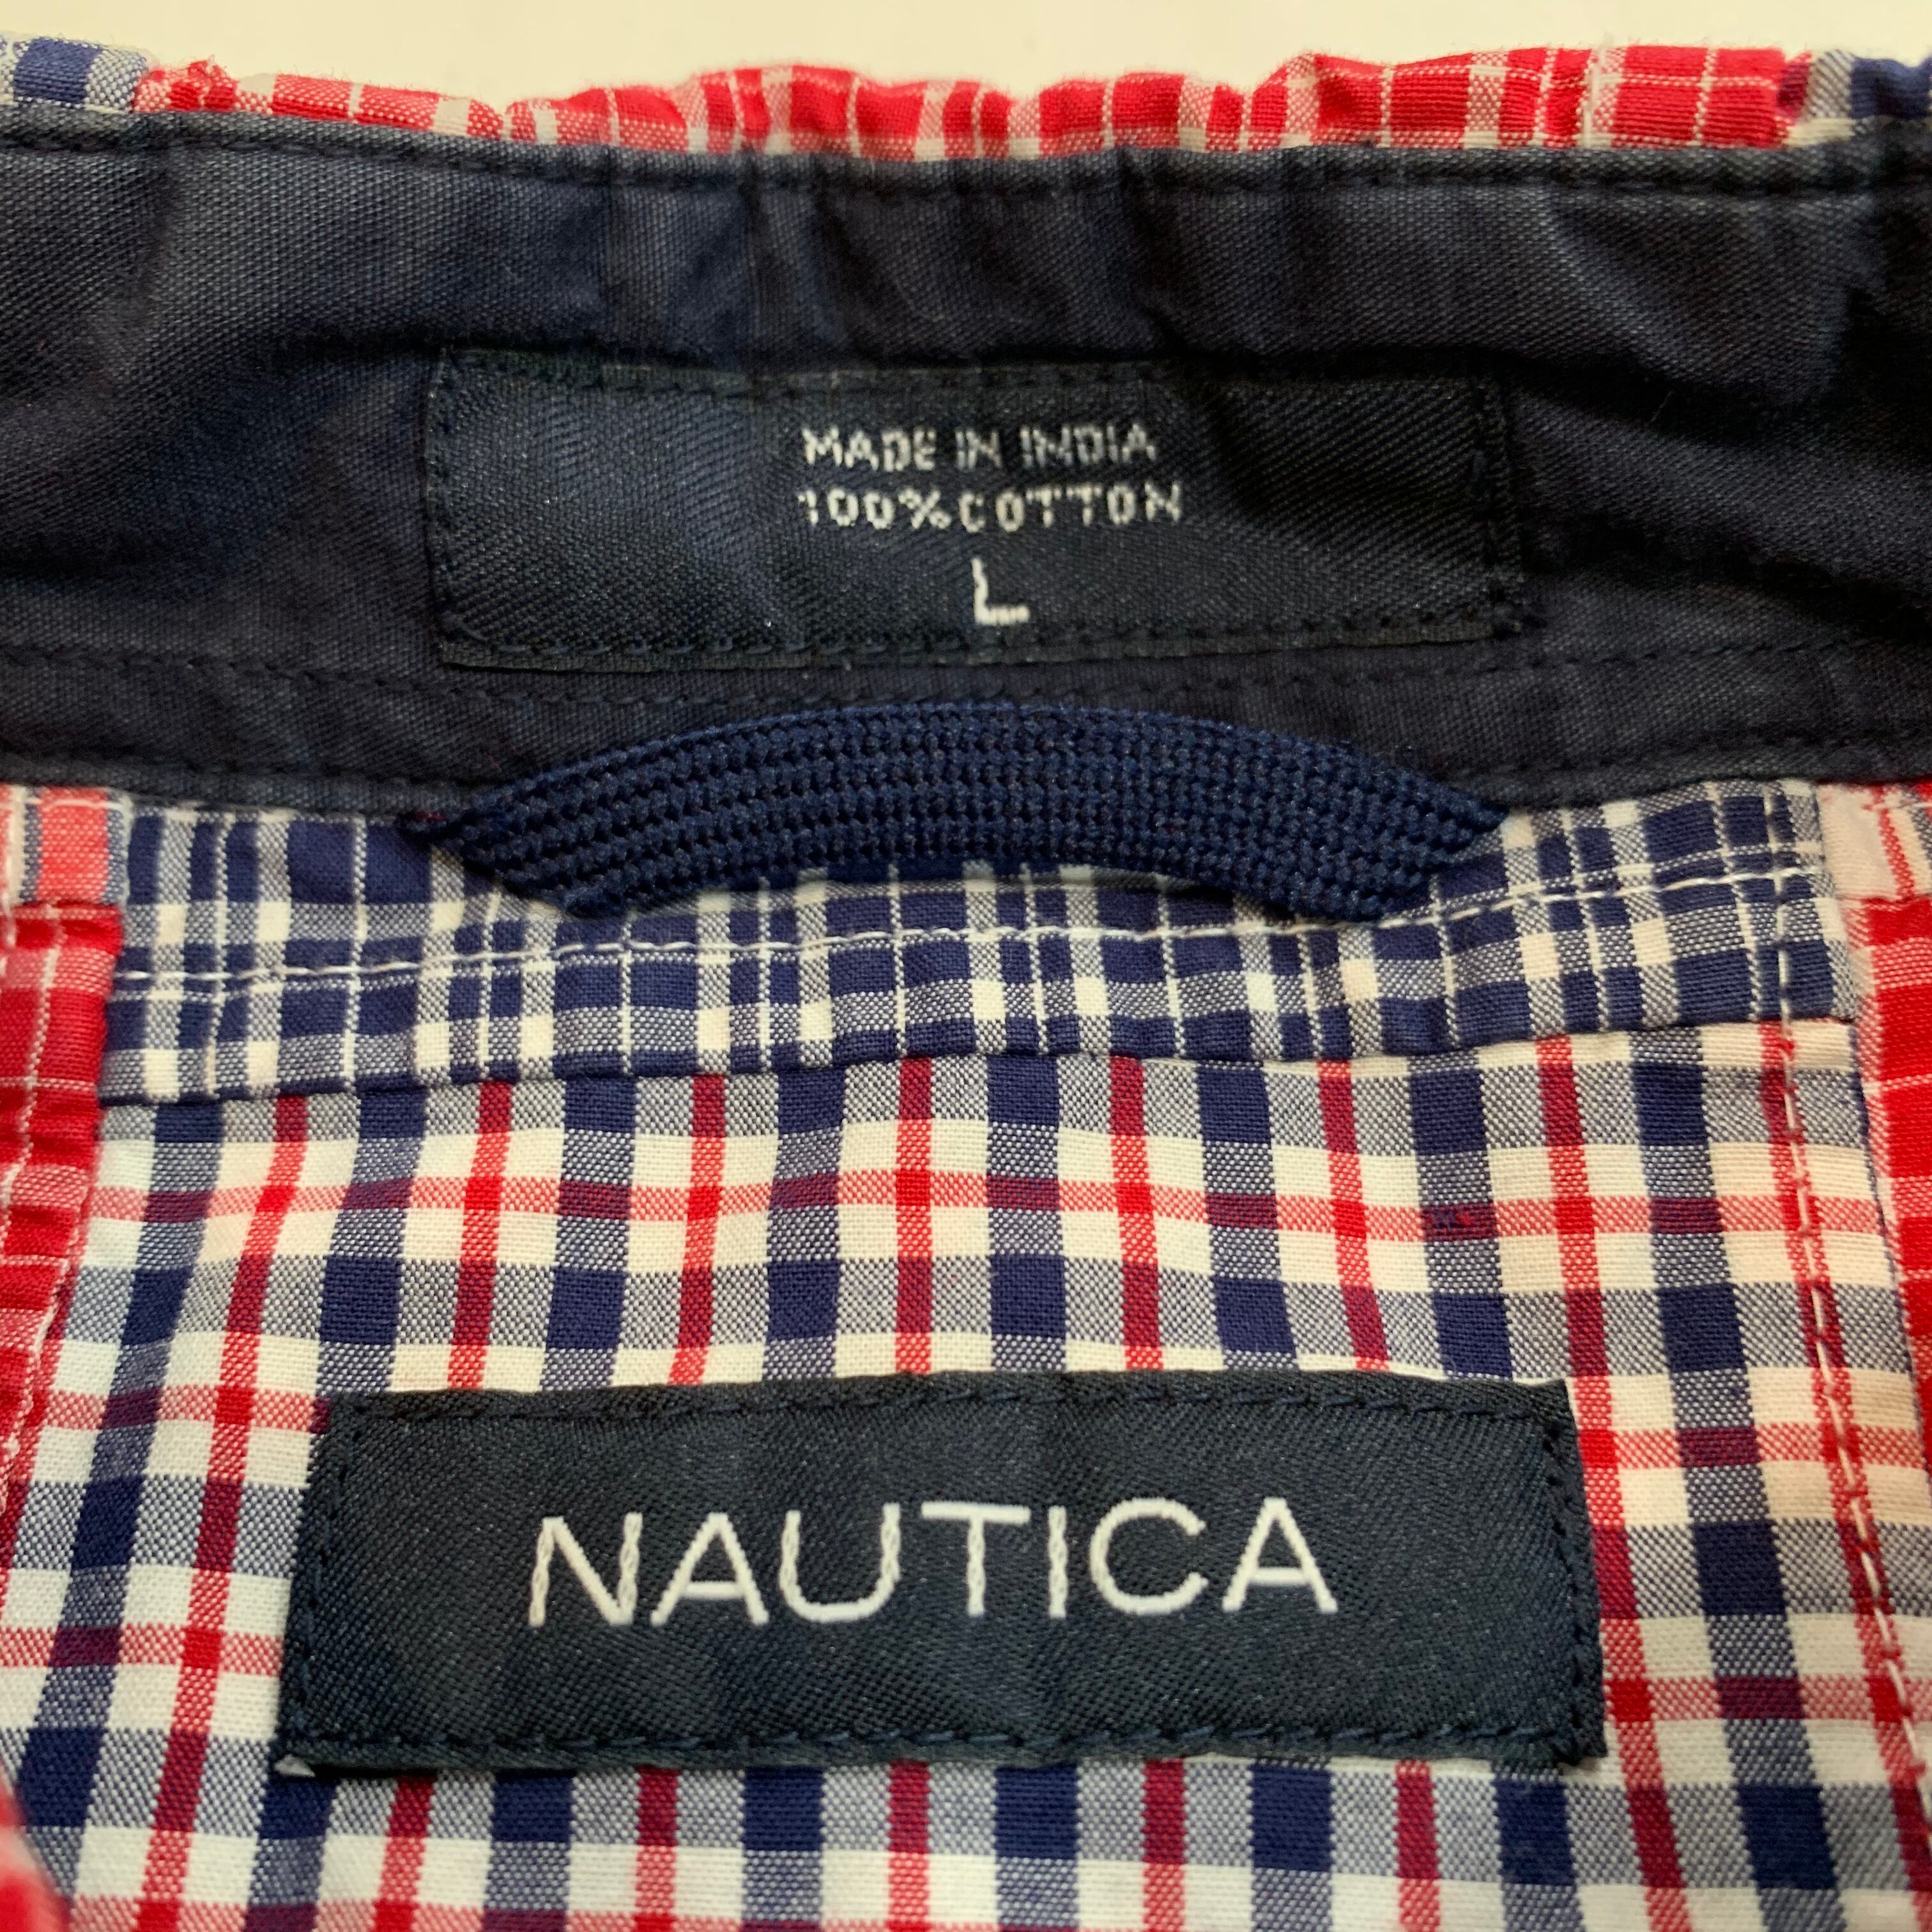 MADE IN INDIA
100% COTTON
L
NAUTICA